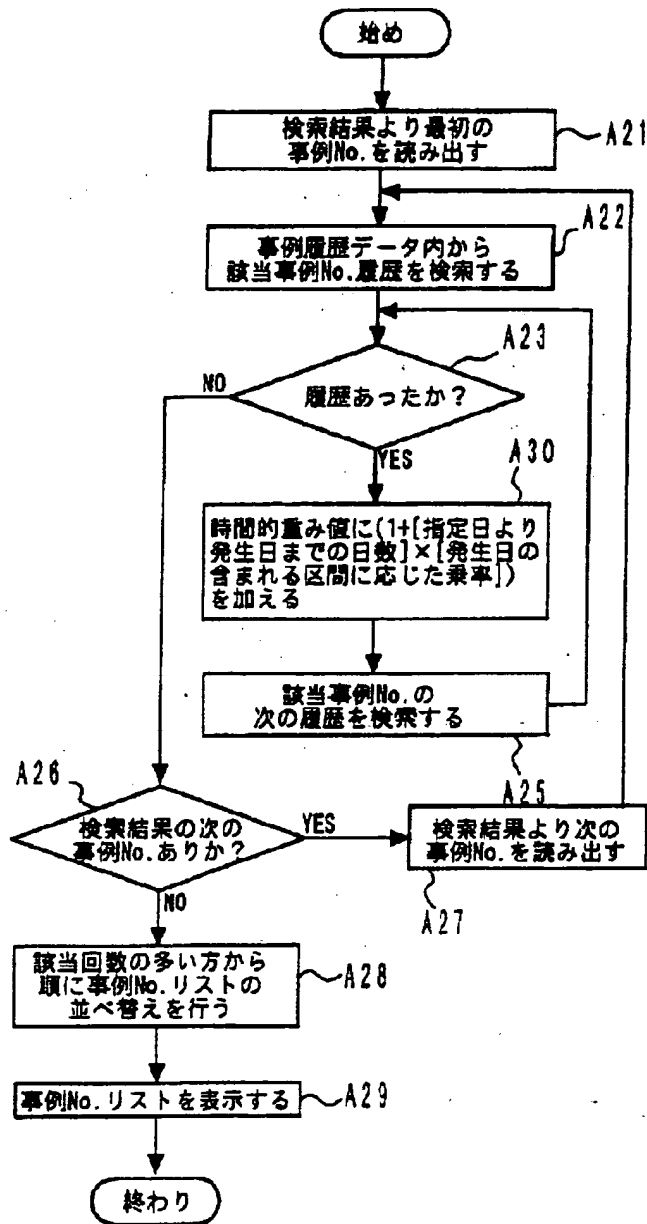 始め
検索結果より最初の
事例No.を読み出す
A21
A22
事例履歴データ内から
該当事例No.履歴を検索する
A23
履歴あったか?
NO
YES
A30
時間的重み値に(1+[指定日より
発生日までの日数]×[発生日の
含まれる区間に応じた乗率])
を加える
該当事例No.の
次の履歴を検索する
A25
A26
検索結果の次の
事例No.ありか?
YES
NO
検索結果より次の
事例No.を読み出す
A27
該当回数の多い方から
順に事例No.リストの
並べ替えを行う
A28
事例No.リストを表示する
A29
終わり